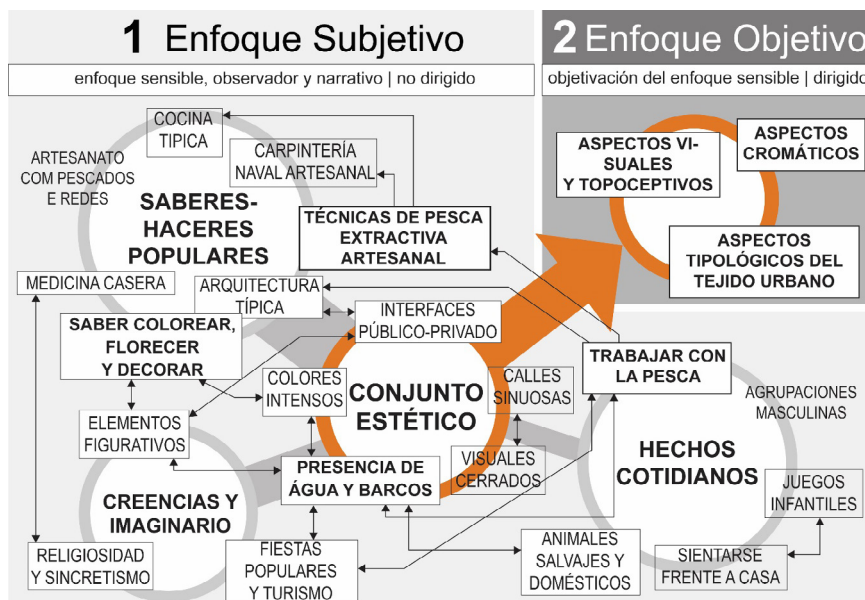 1 Enfoque Subjetivo
enfoque sensible, observador y narrativo | no dirigido
2 Enfoque Objetivo
objetivación del enfoque sensible | dirigido
COCINA
TIPICA
ARTESANATO
COM PESCADOS
E REDES
CARPINTERÍA
NAVAL ARTESANAL
SABERES-
HACERES
POPULARES
TÉCNICAS DE PESCA
EXTRACTIVA
ARTESANAL
MEDICINA CASERA
ARQUITECTURA
TÍPICA
SABER COLOREAR,
FLORECER
Y DECORAR
INTERFACES
PÚBLICO-PRIVADO
COLORES
INTENSOS
CONJUNTO
ESTÉTICO
CALLES
SINUOSAS
ELEMENTOS
FIGURATIVOS
PRESENCIA DE
ÁGUA Y BARCOS
VISUALES
CERRADOS
CREENCIAS Y
IMAGINARIO
RELIGIOSIDAD
Y SINCRETISMO
FIESTAS
POPULARES
Y TURISMO
ANIMALES
SALVAJES Y
DOMÉSTICOS
ASPECTOS VI-
SUALES
Y TOPOCEPTIVOS
ASPECTOS
CROMÁTICOS
ASPECTOS
TIPOLÓGICOS DEL
TEJIDO URBANO
TRABAJAR CON
LA PESCA
AGRUPACIONES
MASCULINAS
HECHOS
COTIDIANOS
JUEGOS
INFANTILES
SIENTARSE
FRENTE A CASA